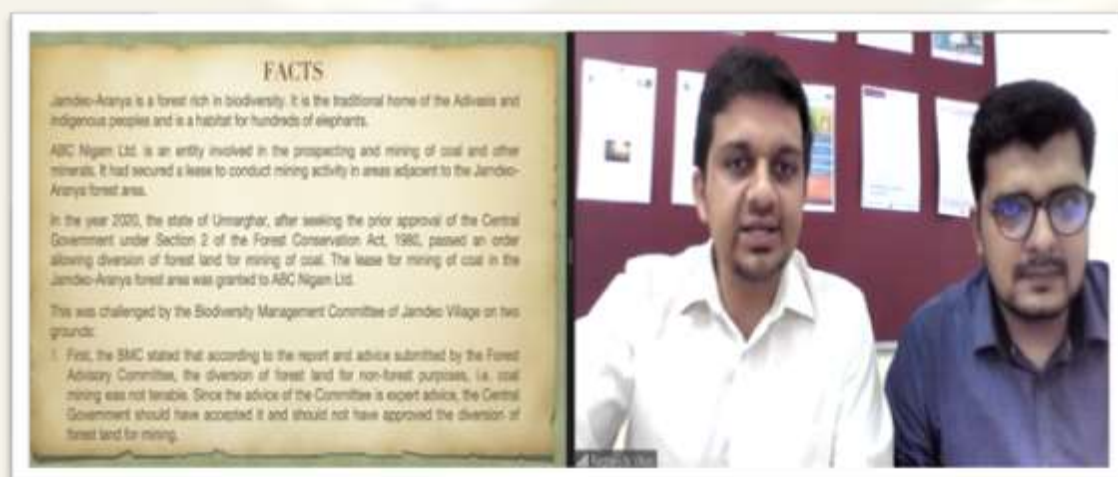 FACTS
Jamdeo-Aranya is a forest rich in biodiversity. It is the traditional home of the Adivasis and
indigenous peoples and is a habitat for hundreds of elephants.
ABC Nigam Ltd. is an entity involved in the prospecting and mining of coal and other
minerals. It had secured a lease to conduct mining activity in areas adjacent to the Jamdeo-
Aranya forest area.
In the year 2020, the state of Unnarghar, after seeking the prior approval of the Central
Government under Section 2 of the Forest Conservation Act, 1980, passed an order
allowing diversion of forest land for mining of coal. The lease for mining of coal in the
Jamdeo-Aranya forest area was granted to ABC Nigam Ltd.
This was challenged by the Biodiversity Management Committee of Jamdeo Village on two
grounds:
1. First, the BMC stated that according to the report and advice submitted by the Forest
Advisory Committee, the diversion of forest land for non-forest purposes, i.e. coal
mining was not tenable. Since the advice of the Committee is expert advice, the Central
Government should have accepted it and should not have approved the diversion of
forest land for mining.